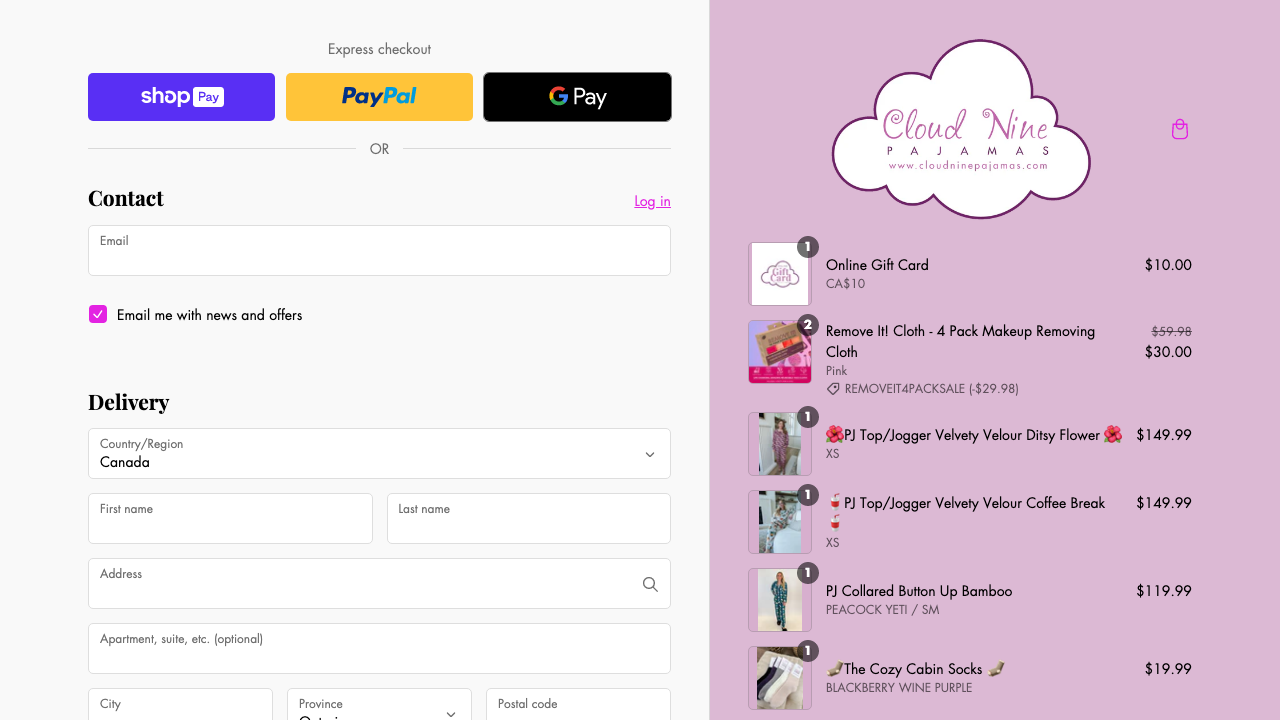 Express checkout
shop Pay
PayPal
G Pay
OR
Contact
Log in
Email
Email me with news and offers
Delivery
Country/Region
Canada
First name
Last name
Address
Apartment, suite, etc. (optional)
City
Province
Postal code
Cloud Nine
PAJAMAS
www.cloudninepajamas.com
1
Gift
Card
Online Gift Card
$10.00
CA$10
2
Remove It! Cloth - 4 Pack Makeup Removing
Cloth
$59.98
$30.00
Pink
REMOVEIT4PACKSALE (-$29.98)
1
🌺PJ Top/Jogger Velvety Velour Ditsy Flower 🌺
$149.99
XS
1
🥤PJ Top/Jogger Velvety Velour Coffee Break
🥤
$149.99
XS
1
PJ Collared Button Up Bamboo
$119.99
PEACOCK YETI / SM
1
🧦The Cozy Cabin Socks 🧦
$19.99
BLACKBERRY WINE PURPLE